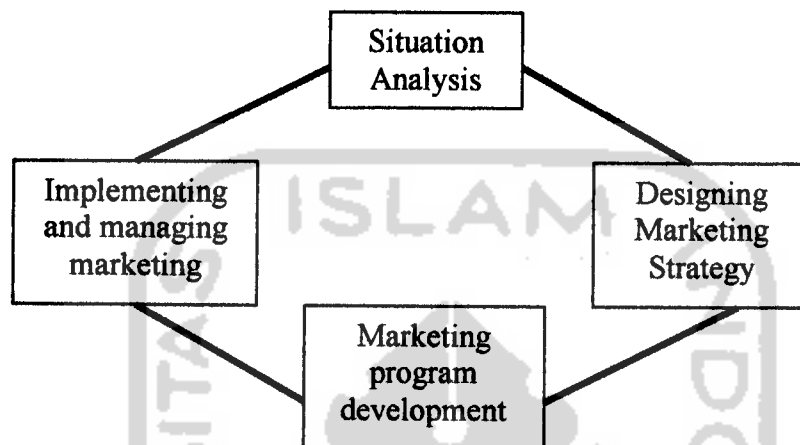 Situation
Analysis
Implementing
and managing
marketing
Designing
Marketing
Strategy
Marketing
program
development
ISLAM